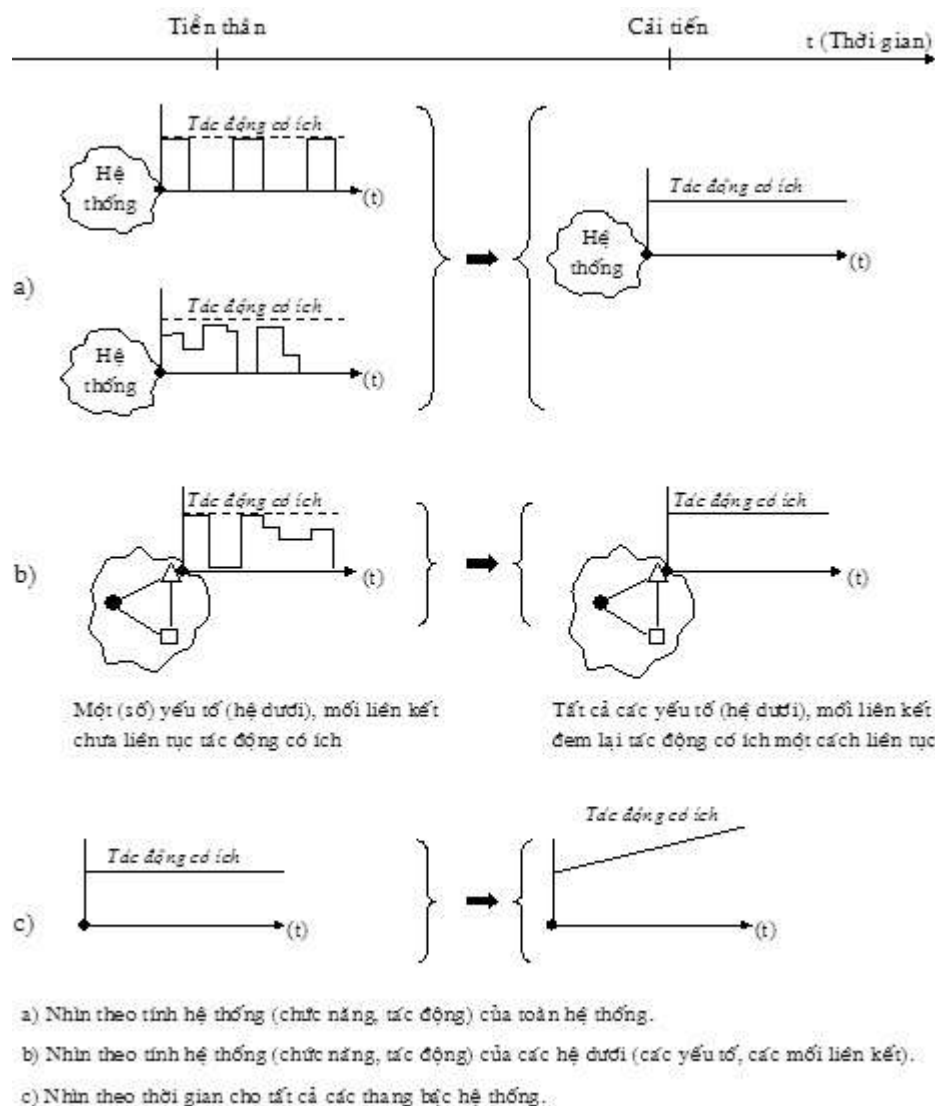 Tiền thân
Cải tiến
t (Thời gian)
Tác động có ích
Hệ
thống
(t)
Tác động có ích
Hệ
thống
(t)
a)
Tác động có ích
Hệ
thống
(t)
Tác động có ích
(t)
Tác động có ích
(t)
b)
Một (số) yếu tố (hệ dưới), mối liên kết
chưa liên tục tác động có ích
Tất cả các yếu tố (hệ dưới), mối liên kết
đem lại tác động có ích một cách liên tục
Tác động có ích
(t)
Tác động có ích
(t)
c)
a) Nhìn theo tính hệ thống (chức năng, tác động) của toàn hệ thống.
b) Nhìn theo tính hệ thống (chức năng, tác động) của các hệ dưới (các yếu tố, các mối liên kết).
c) Nhìn theo thời gian cho tất cả các thang bậc hệ thống.